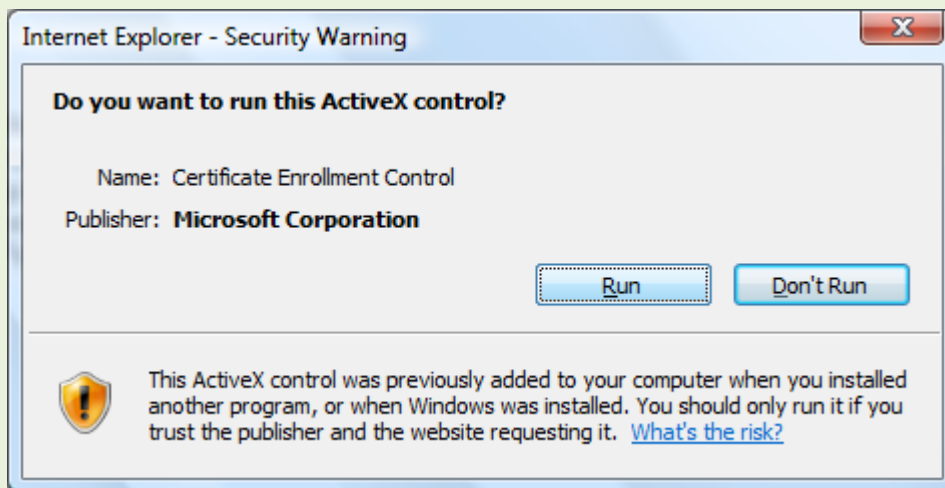 Internet Explorer - Security Warning
Do you want to run this ActiveX control?
Name: Certificate Enrollment Control
Publisher: Microsoft Corporation
Run Don't Run
This ActiveX control was previously added to your computer when you installed
another program, or when Windows was installed. You should only run it if you
trust the publisher and the website requesting it. What's the risk?